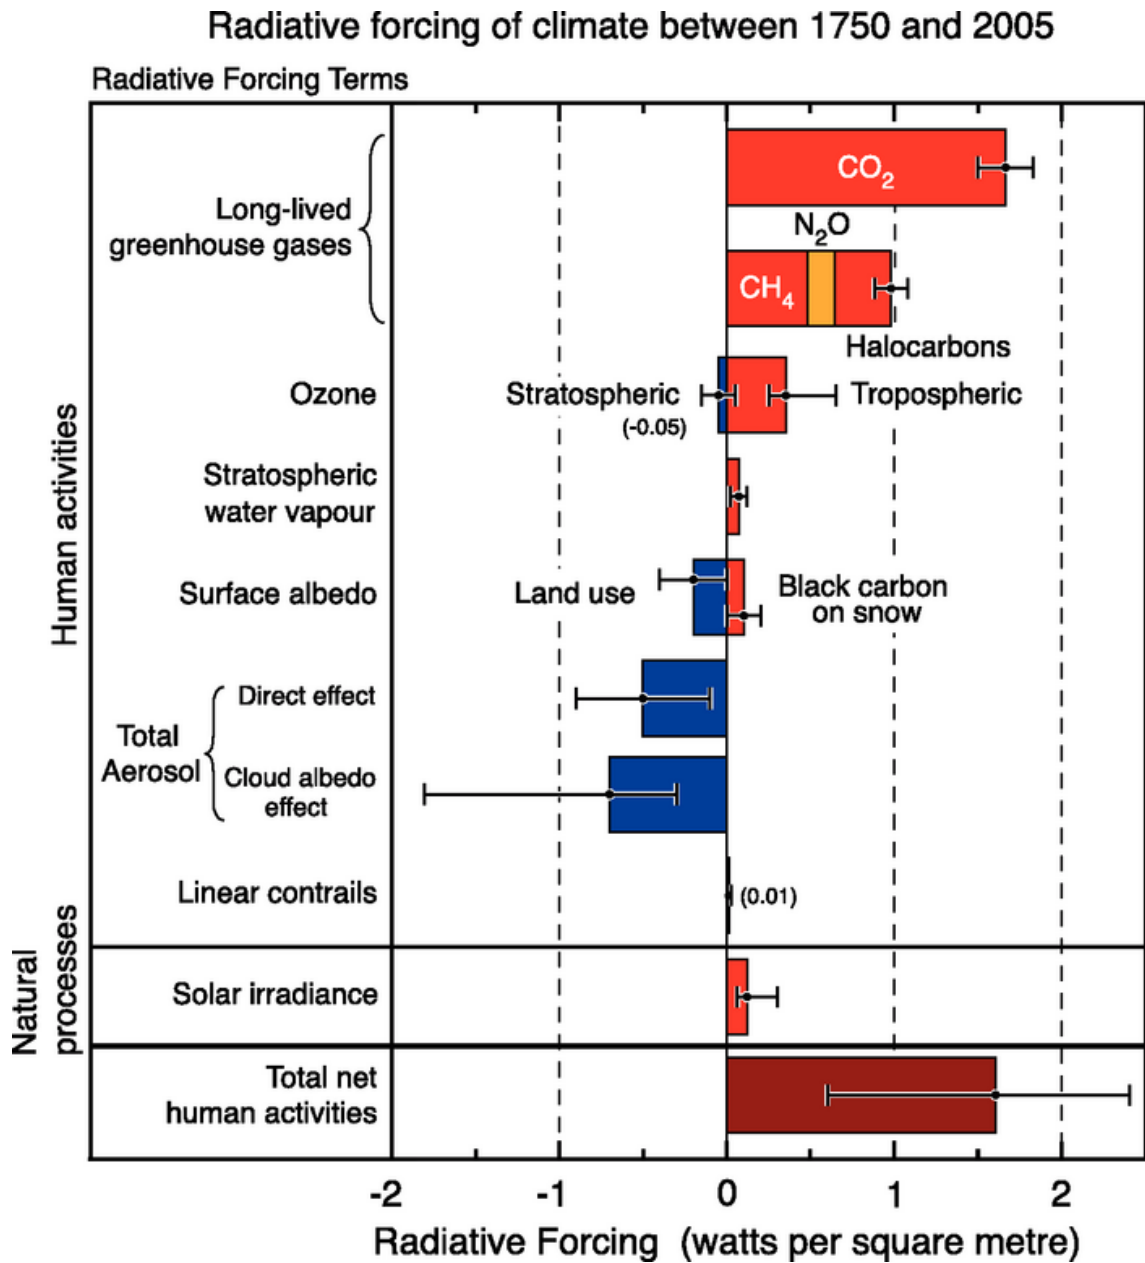 Radiative forcing of climate between 1750 and 2005
Radiative Forcing Terms
CO₂
Long-lived
greenhouse gases
N₂O
CH₄
Halocarbons
Ozone
Stratospheric
(-0.05)
Tropospheric
Human activities
Stratospheric
water vapour
Surface albedo
Land use
Black carbon
on snow
Total
Aerosol
Direct effect
Cloud albedo
effect
Linear contrails
(0.01)
Natural
processes
Solar irradiance
Total net
human activities
-2 -1 0 1 2
Radiative Forcing (watts per square metre)